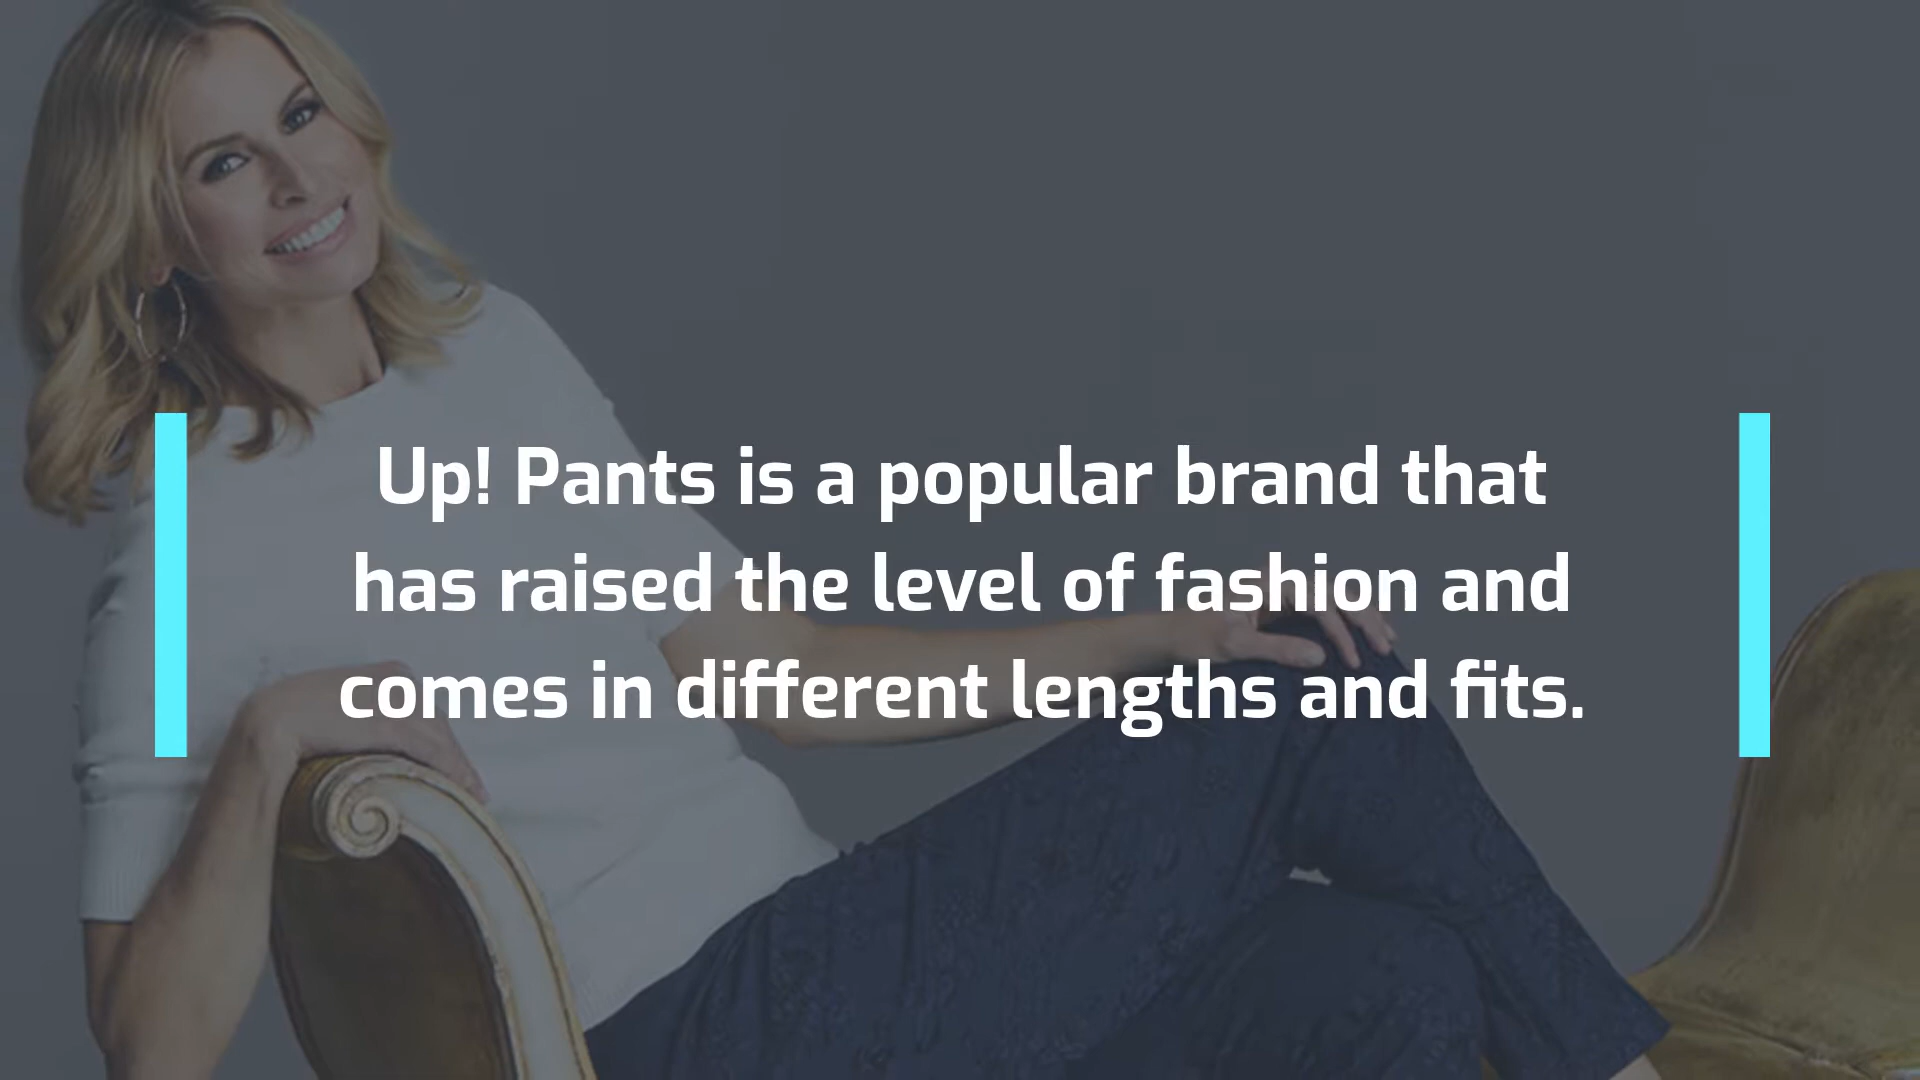 Up! Pants is a popular brand that
has raised the level of fashion and
comes in different lengths and fits.